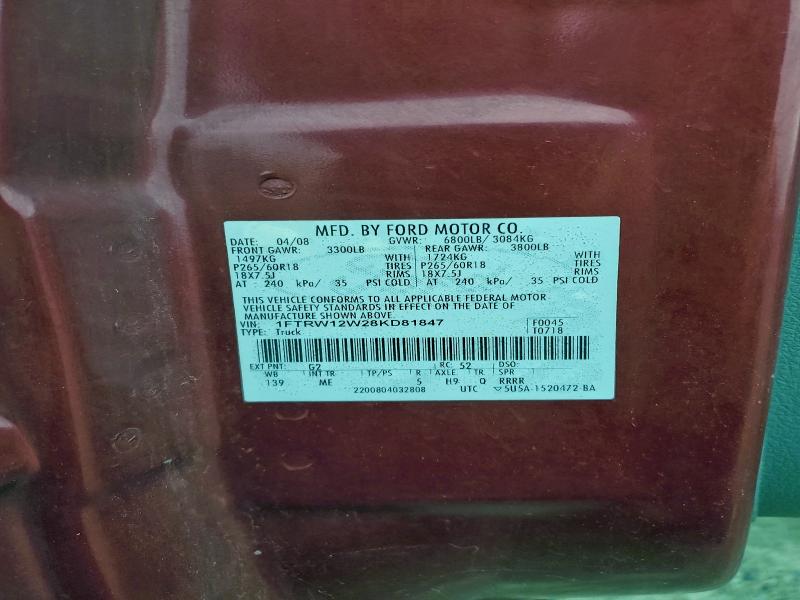 MFD. BY FORD MOTOR CO.
DATE: 04/08 GVWR: 6800LB/ 3084KG
FRONT GAWR: 3300LB REAR GAWR: 3800LB
1497KG WITH 1724KG WITH
P265/60R18 TIRES P265/60R18 TIRES
18X7.5J RIMS 18X7.5J RIMS
AT 240 kPa/ 35 PSI COLD AT 240 kPa/ 35 PSI COLD
THIS VEHICLE CONFORMS TO ALL APPLICABLE FEDERAL MOTOR
VEHICLE SAFETY STANDARDS IN EFFECT ON THE DATE OF
MANUFACTURE SHOWN ABOVE.
VIN: 1FTRW12W28KD81847 F0045
TYPE: Truck T0718
EXT PNT: G2 RC: 52 DSO:
WB INT TR TP/PS R AXLE TR SPR
139 ME 5 H9 Q RRRR
2200804032808 UTC ▽5U5A-1520472-BA